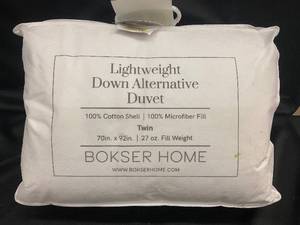 Lightweight
Down Alternative
Duvet
100% Cotton Shell | 100% Microfiber Fill
Twin
70in. x 92in. | 27 oz. Fill Weight
BOKSER HOME
WWW.BOKSERHOME.COM